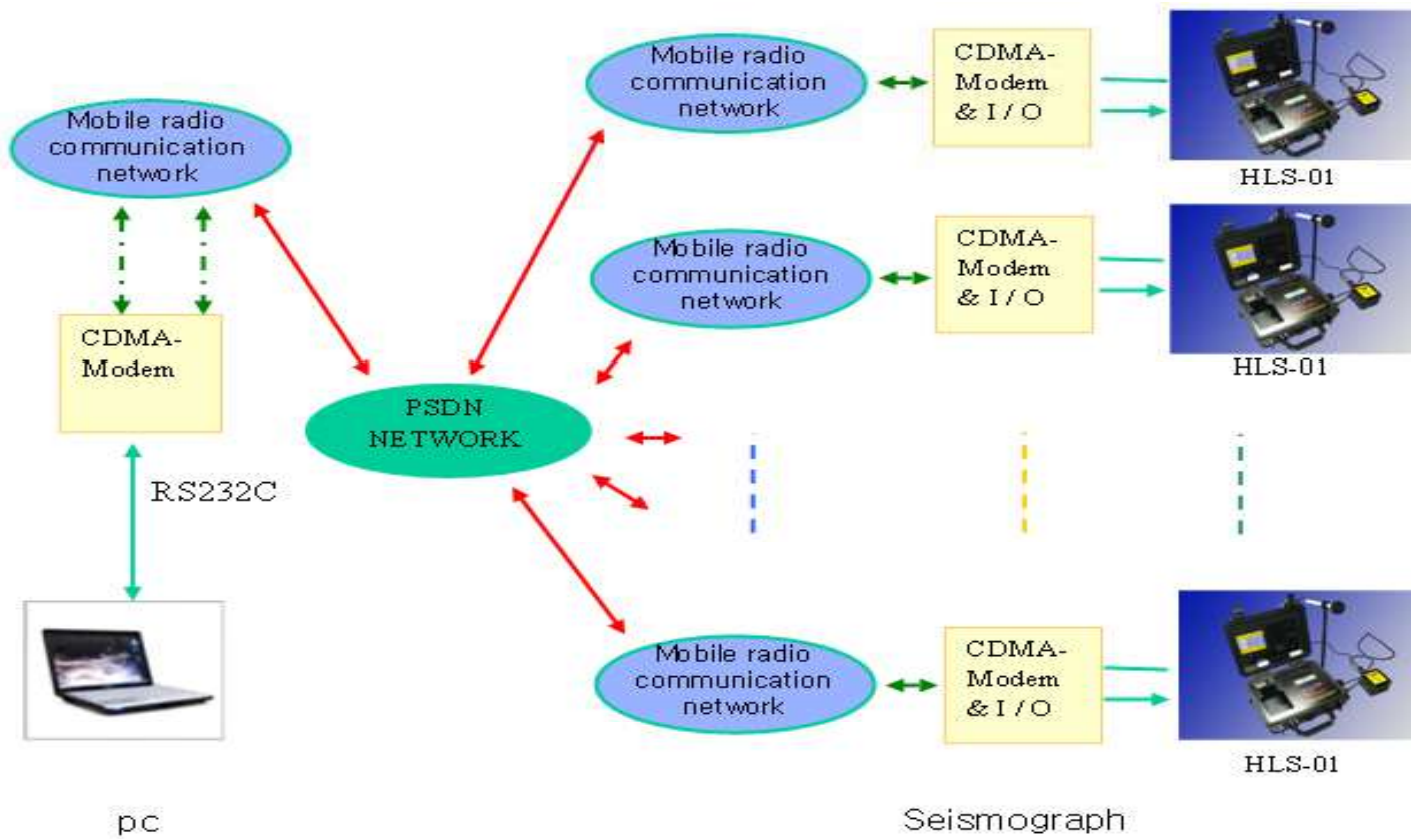 Mobile radio
communication
network
CDMA-
Modem
& I / O
HLS-01
Mobile radio
communication
network
Mobile radio
communication
network
CDMA-
Modem
& I / O
HLS-01
CDMA-
Modem
PSDN
NETWORK
RS232C
Mobile radio
communication
network
CDMA-
Modem
& I / O
HLS-01
pc
Seismograph